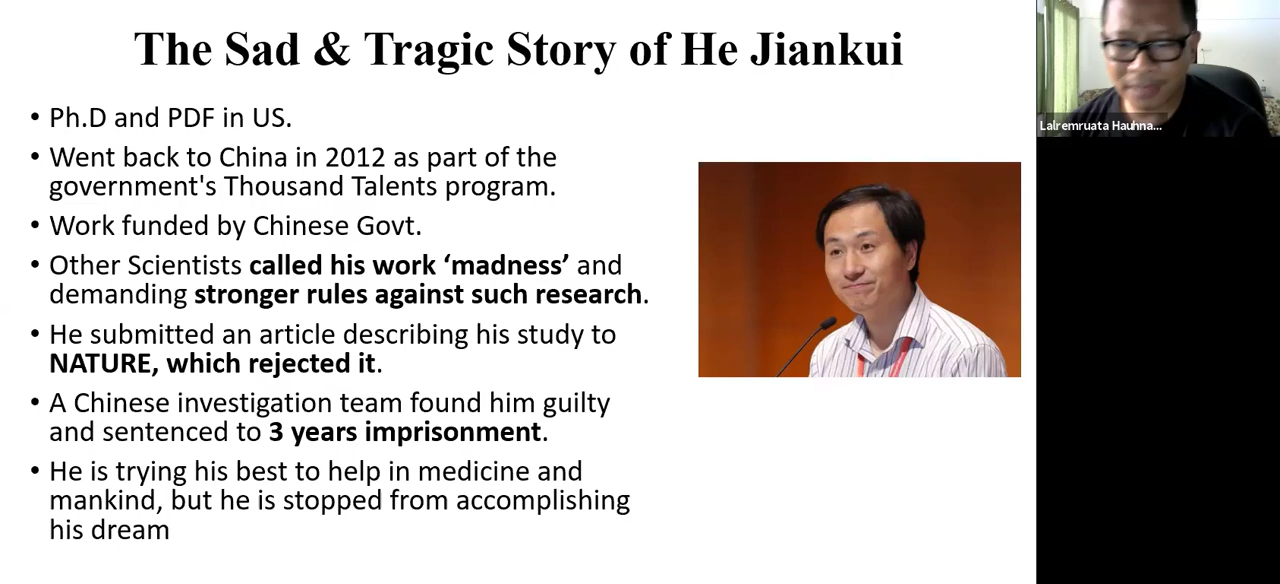 The Sad & Tragic Story of He Jiankui
• Ph.D and PDF in US.
• Went back to China in 2012 as part of the
government's Thousand Talents program.
• Work funded by Chinese Govt.
• Other Scientists called his work ‘madness’ and
demanding stronger rules against such research.
• He submitted an article describing his study to
NATURE, which rejected it.
• A Chinese investigation team found him guilty
and sentenced to 3 years imprisonment.
• He is trying his best to help in medicine and
mankind, but he is stopped from accomplishing
his dream
Lalremruata Hauhna...